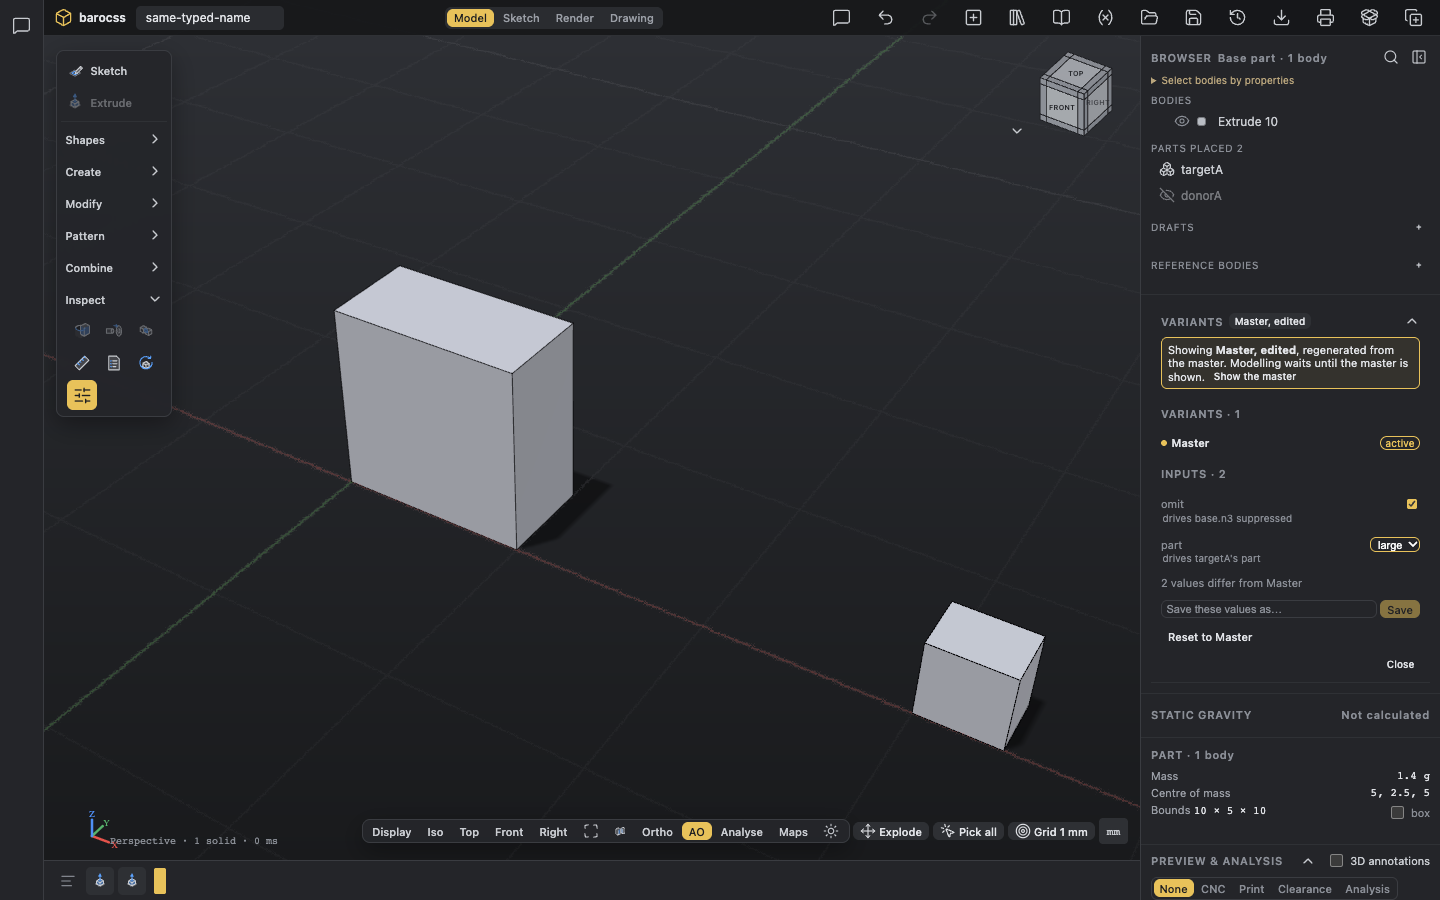 barocss
same-typed-name
Model
Sketch
Render
Drawing
Sketch
Extrude
Shapes
Create
Modify
Pattern
Combine
Inspect
TOP
FRONT
RIGHT
BROWSER Base part · 1 body
Select bodies by properties
BODIES
Extrude 10
PARTS PLACED 2
targetA
donorA
DRAFTS
+
REFERENCE BODIES
+
VARIANTS Master, edited
Showing Master, edited, regenerated from
the master. Modelling waits until the master is
shown. Show the master
VARIANTS · 1
Master active
INPUTS · 2
omit
drives base.n3 suppressed
part large
drives targetA's part
2 values differ from Master
Save these values as... Save
Reset to Master
Close
STATIC GRAVITY Not calculated
PART · 1 body
Mass 1.4 g
Centre of mass 5, 2.5, 5
Bounds 10 × 5 × 10 box
PREVIEW & ANALYSIS 3D annotations
None CNC Print Clearance Analysis
Z
Y
X
Perspective · 1 solid · 0 ms
Display Iso Top Front Right Ortho AO Analyse Maps Explode Pick all Grid 1 mm mm